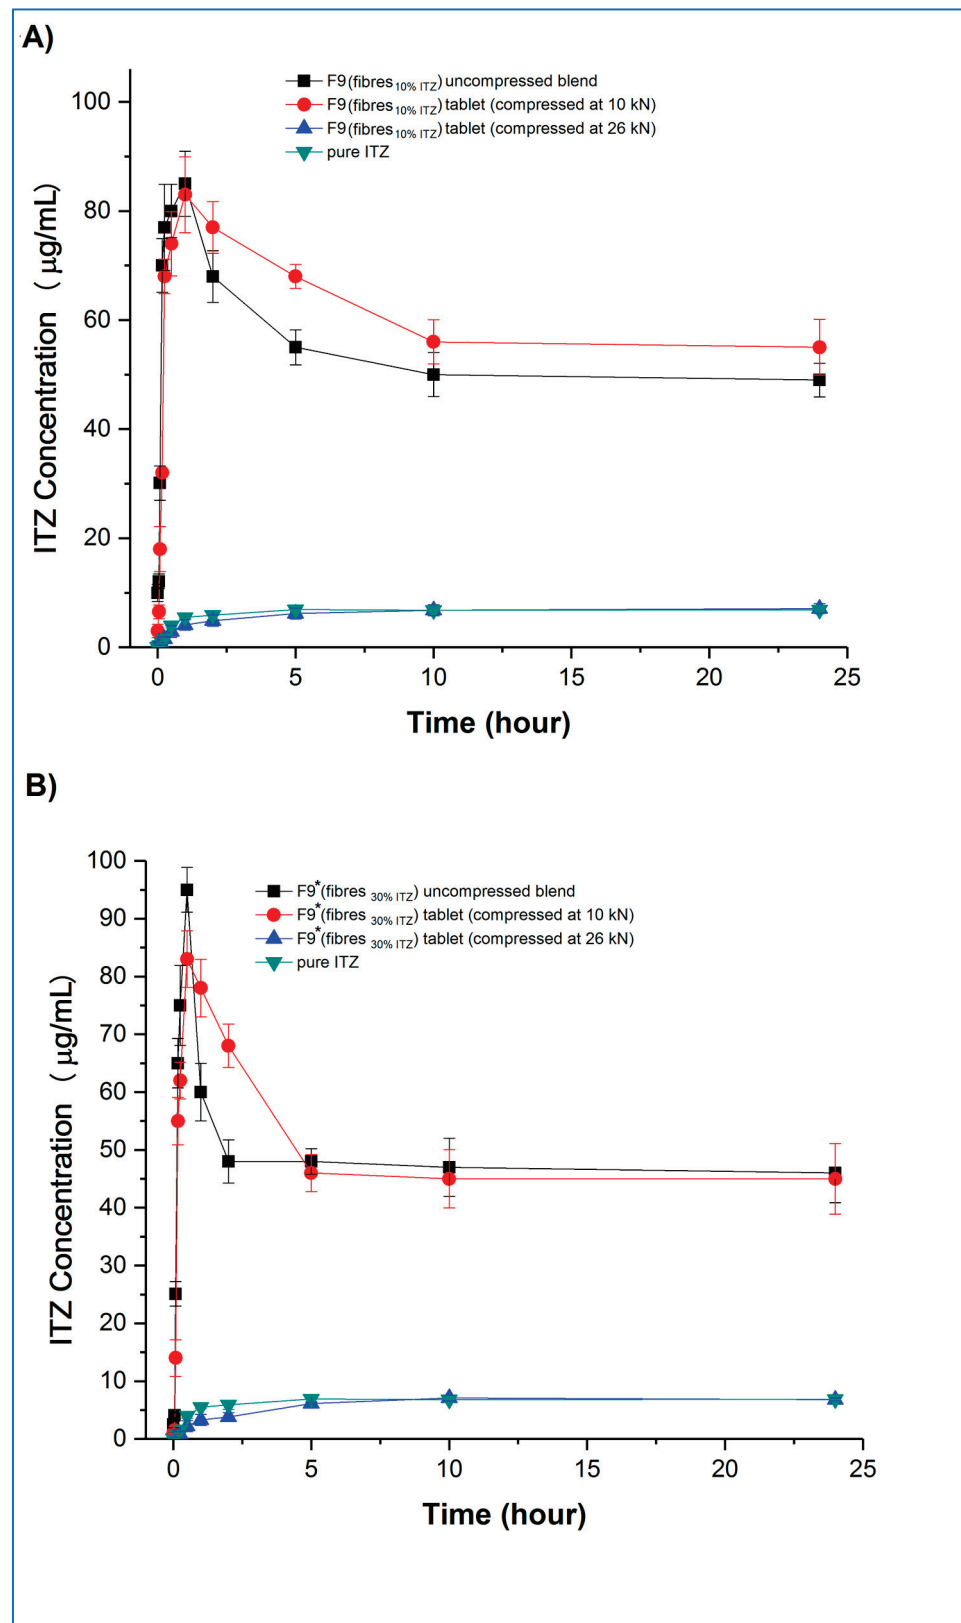 A)
F9(fibres10% ITZ) uncompressed blend
F9(fibres10% ITZ) tablet (compressed at 10 kN)
F9(fibres10% ITZ) tablet (compressed at 26 kN)
pure ITZ
100
80
60
40
20
0
ITZ Concentration ( μg/mL)
0 5 10 15 20 25
Time (hour)
B)
F9*(fibres 30% ITZ) uncompressed blend
F9*(fibres 30% ITZ) tablet (compressed at 10 kN)
F9*(fibres 30% ITZ) tablet (compressed at 26 kN)
pure ITZ
100
90
80
70
60
50
40
30
20
10
0
ITZ Concentration ( μg/mL)
0 5 10 15 20 25
Time (hour)